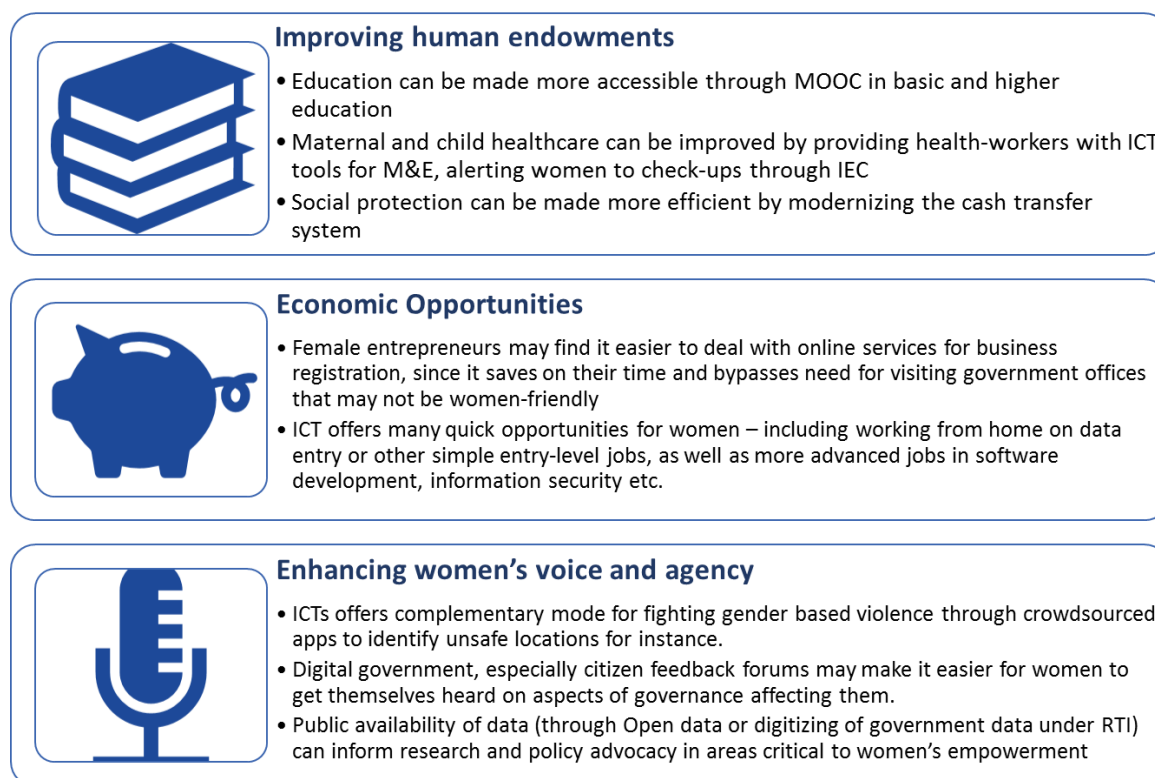 Improving human endowments
• Education can be made more accessible through MOOC in basic and higher
education
• Maternal and child healthcare can be improved by providing health-workers with ICT
tools for M&E, alerting women to check-ups through IEC
• Social protection can be made more efficient by modernizing the cash transfer
system
Economic Opportunities
• Female entrepreneurs may find it easier to deal with online services for business
registration, since it saves on their time and bypasses need for visiting government offices
that may not be women-friendly
• ICT offers many quick opportunities for women – including working from home on data
entry or other simple entry-level jobs, as well as more advanced jobs in software
development, information security etc.
Enhancing women's voice and agency
• ICTs offers complementary mode for fighting gender based violence through crowdsourced
apps to identify unsafe locations for instance.
• Digital government, especially citizen feedback forums may make it easier for women to
get themselves heard on aspects of governance affecting them.
• Public availability of data (through Open data or digitizing of government data under RTI)
can inform research and policy advocacy in areas critical to women's empowerment